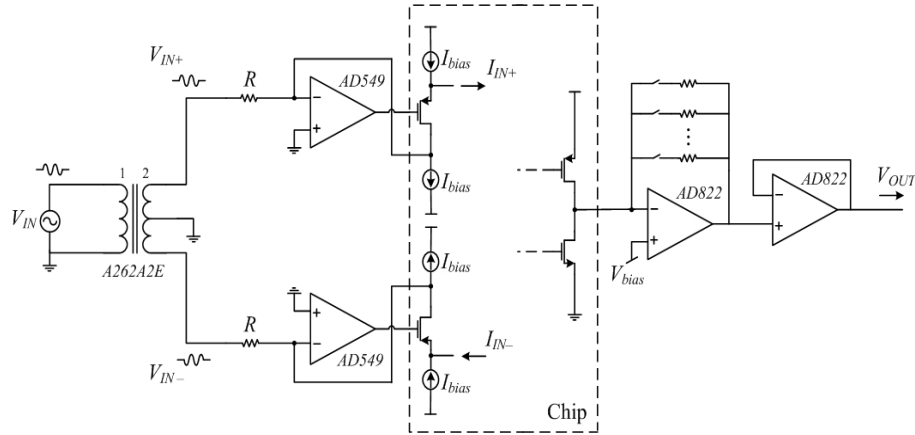 V_IN+
R
AD549
−
+
I_bias
I_IN+
I_bias
1 2
V_IN
A262A2E
I_bias
+
−
R
AD549
V_IN−
I_IN−
I_bias
Chip
⋮
AD822
−
+
V_bias
AD822
−
+
V_OUT